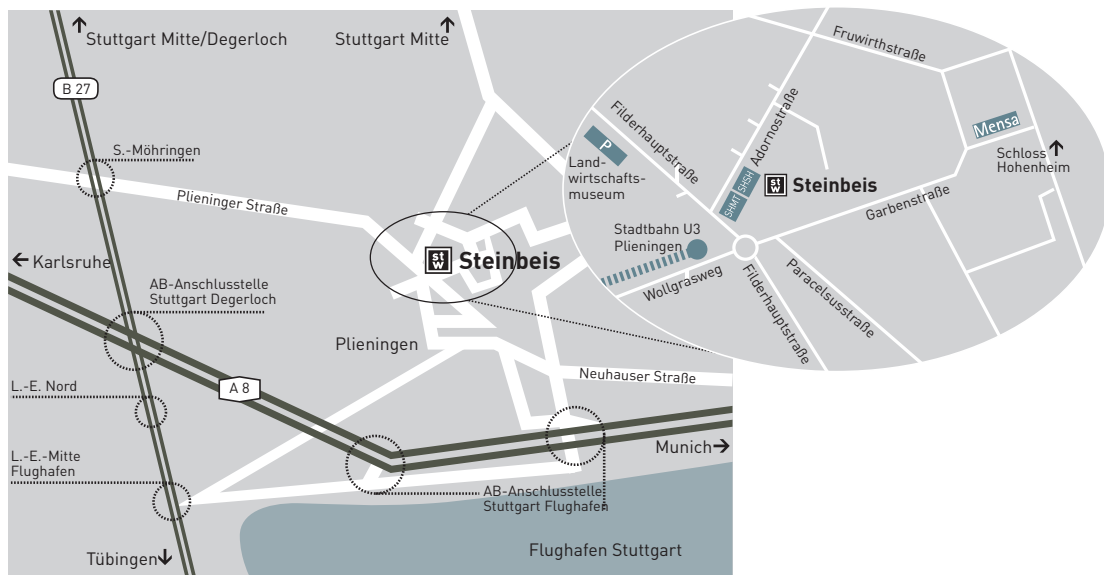 Stuttgart Mitte/Degerloch
Stuttgart Mitte
B 27
S.-Möhringen
Plieninger Straße
Karlsruhe
AB-Anschlusstelle
Stuttgart Degerloch
st
w
Steinbeis
Plieningen
L.-E. Nord
A 8
Neuhauser Straße
L.-E.-Mitte
Flughafen
Munich
AB-Anschlusstelle
Stuttgart Flughafen
Flughafen Stuttgart
Tübingen
Fruwirthstraße
Filderhauptstraße
Adornostraße
Mensa
P
Land-
wirtschafts-
museum
Schloss
Hohenheim
SHMT
SHSH
st
w
Steinbeis
Garbenstraße
Stadtbahn U3
Plieningen
Wollgrasweg
Paracelsusstraße
Filderhauptstraße